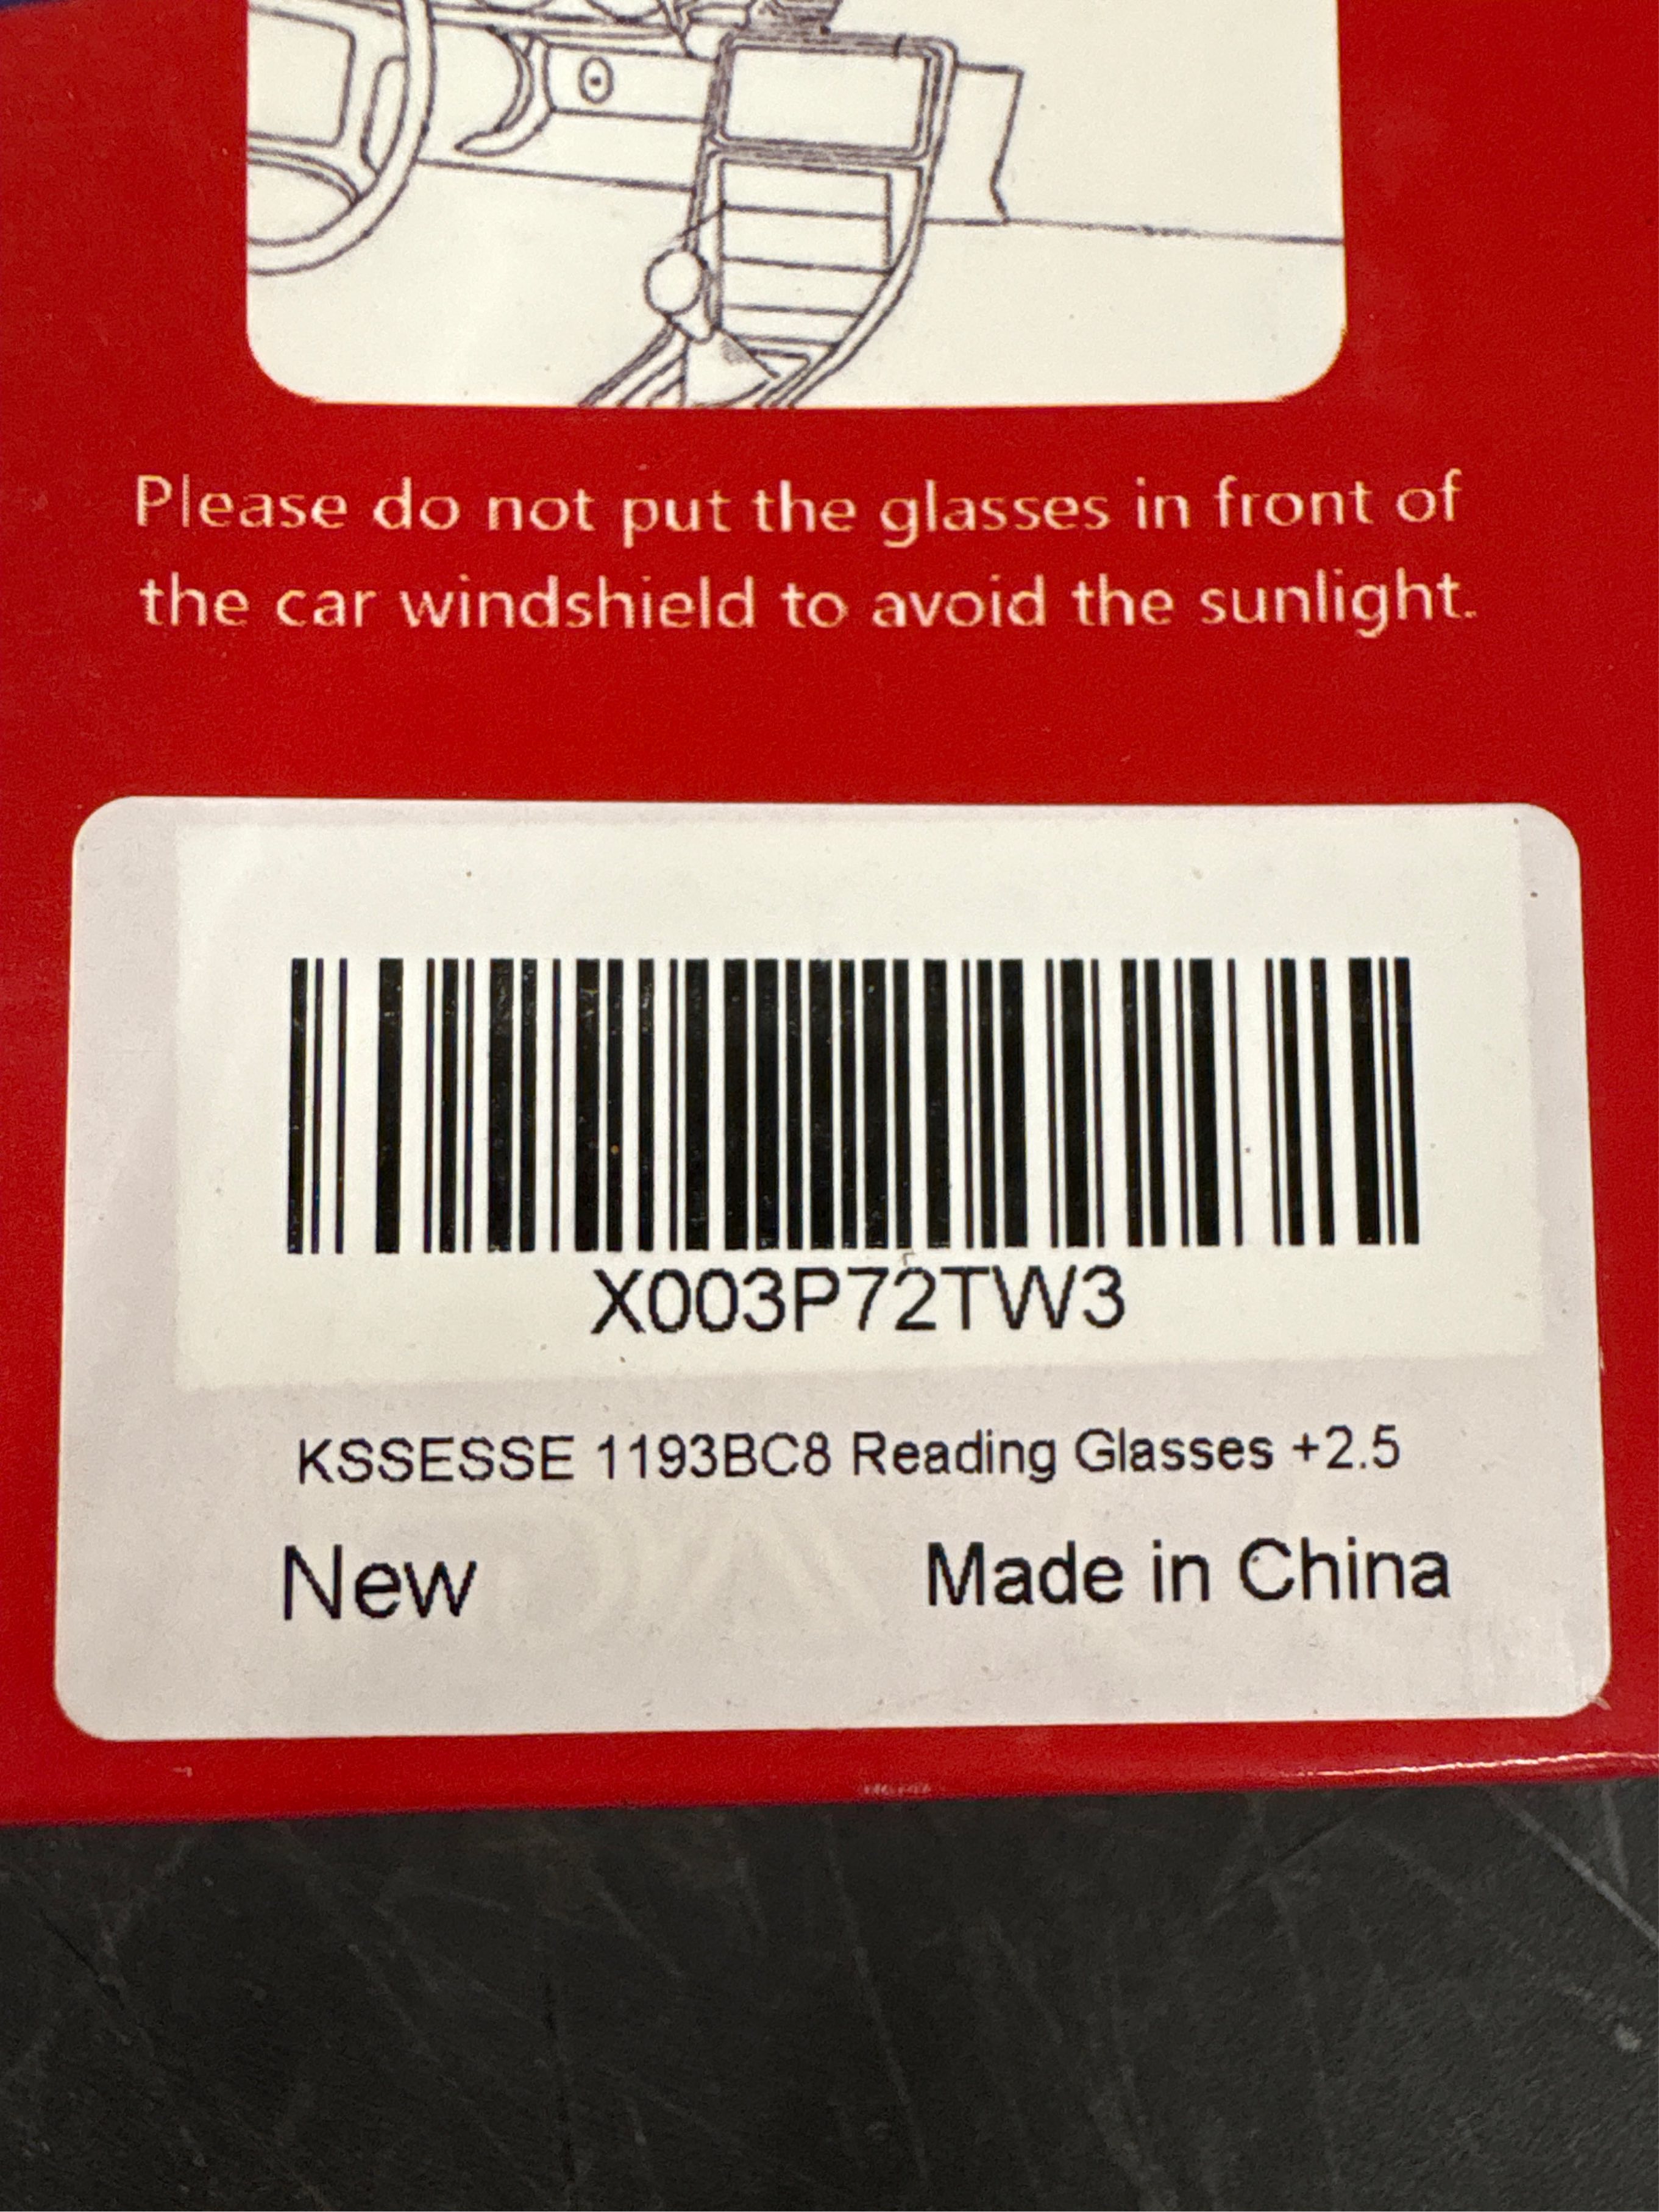 Please do not put the glasses in front of
the car windshield to avoid the sunlight.
X003P72TW3
KSSESSE 1193BC8 Reading Glasses +2.5
New Made in China